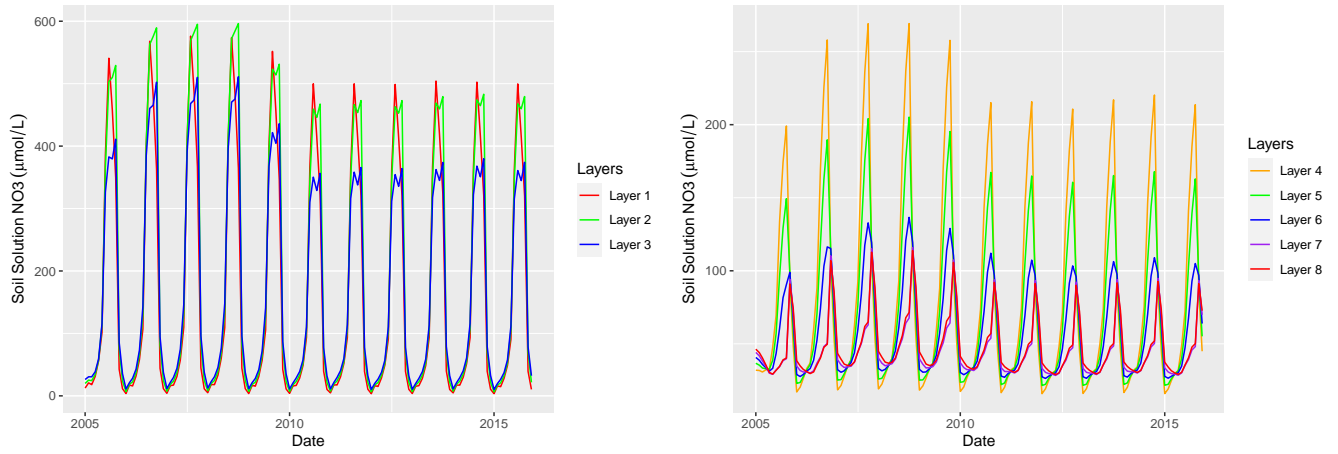 Soil Solution NO3 (μmol/L)
600
400
200
0
2005
2010
2015
Date
Layers
Layer 1
Layer 2
Layer 3
Soil Solution NO3 (μmol/L)
200
100
2005
2010
2015
Date
Layers
Layer 4
Layer 5
Layer 6
Layer 7
Layer 8